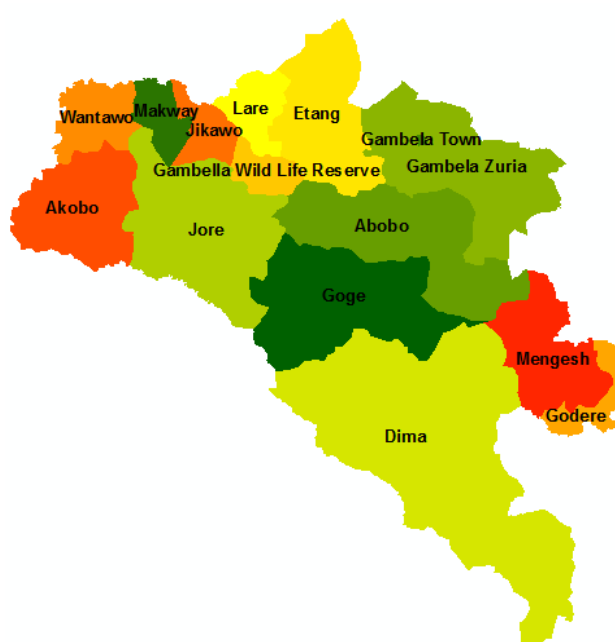 Wantawo
Makway
Lare
Etang
Jikawo
Gambela Town
Gambella Wild Life Reserve
Gambela Zuria
Akobo
Jore
Abobo
Goge
Mengesh
Godere
Dima